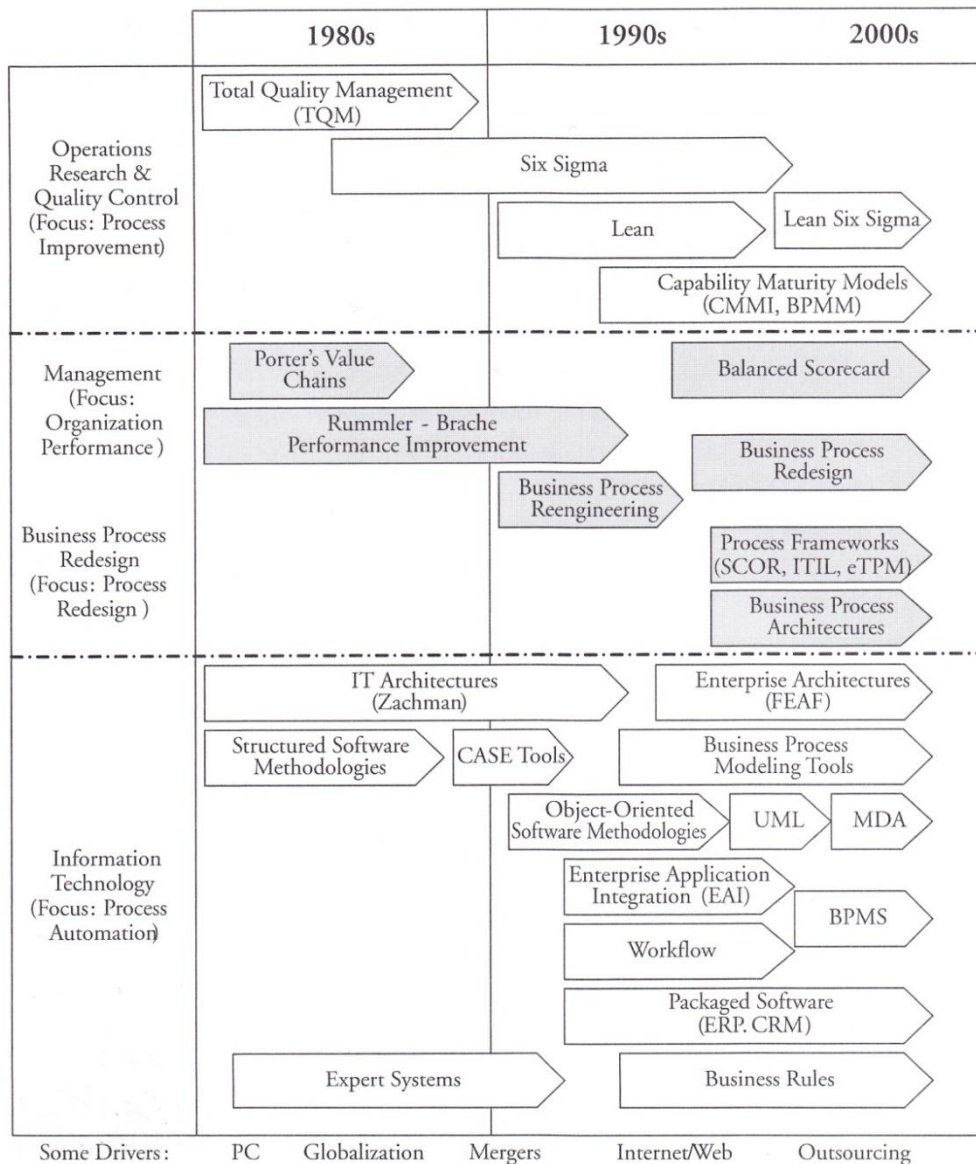 1980s 1990s 2000s
Operations
Research &
Quality Control
(Focus: Process
Improvement)
Total Quality Management
(TQM)
Six Sigma
Lean
Lean Six Sigma
Capability Maturity Models
(CMMI, BPMM)
Management
(Focus:
Organization
Performance )
Business Process
Redesign
(Focus: Process
Redesign )
Porter's Value
Chains
Balanced Scorecard
Rummler - Brache
Performance Improvement
Business Process
Redesign
Business Process
Reengineering
Process Frameworks
(SCOR, ITIL, eTPM)
Business Process
Architectures
Information
Technology
(Focus: Process
Automation)
IT Architectures
(Zachman)
Enterprise Architectures
(FEAF)
Structured Software
Methodologies
CASE Tools
Business Process
Modeling Tools
Object-Oriented
Software Methodologies
UML
MDA
Enterprise Application
Integration (EAI)
BPMS
Workflow
Packaged Software
(ERP. CRM)
Expert Systems
Business Rules
Some Drivers: PC Globalization Mergers Internet/Web Outsourcing